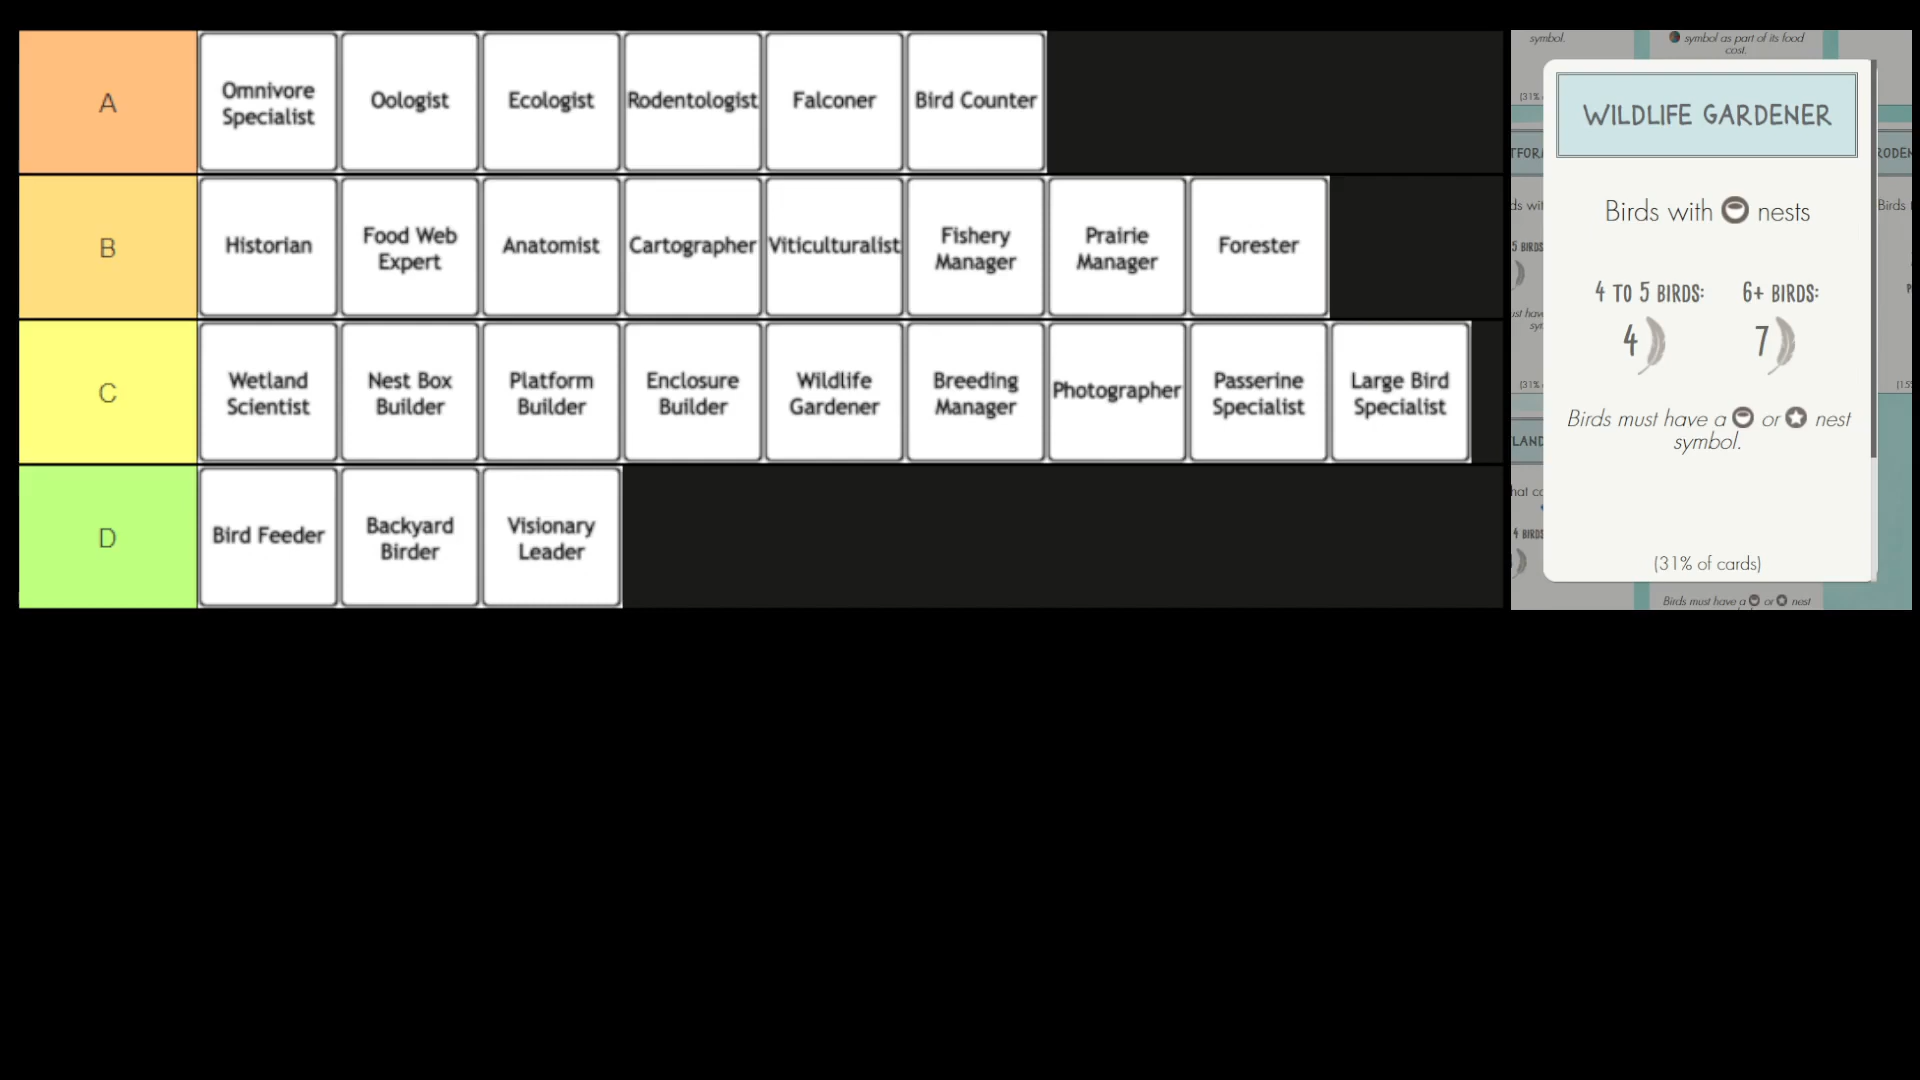 A
Omnivore
Specialist
Oologist
Ecologist
Rodentologist
Falconer
Bird Counter
B
Historian
Food Web
Expert
Anatomist
Cartographer
Viticulturalist
Fishery
Manager
Prairie
Manager
Forester
C
Wetland
Scientist
Nest Box
Builder
Platform
Builder
Enclosure
Builder
Wildlife
Gardener
Breeding
Manager
Photographer
Passerine
Specialist
Large Bird
Specialist
D
Bird Feeder
Backyard
Birder
Visionary
Leader
symbol.
symbol as part of its food
cost.
WILDLIFE GARDENER
Birds with nests
4 TO 5 BIRDS: 6+ BIRDS:
4 7
Birds must have a or nest
symbol.
(31% of cards)
Birds must have a or nest